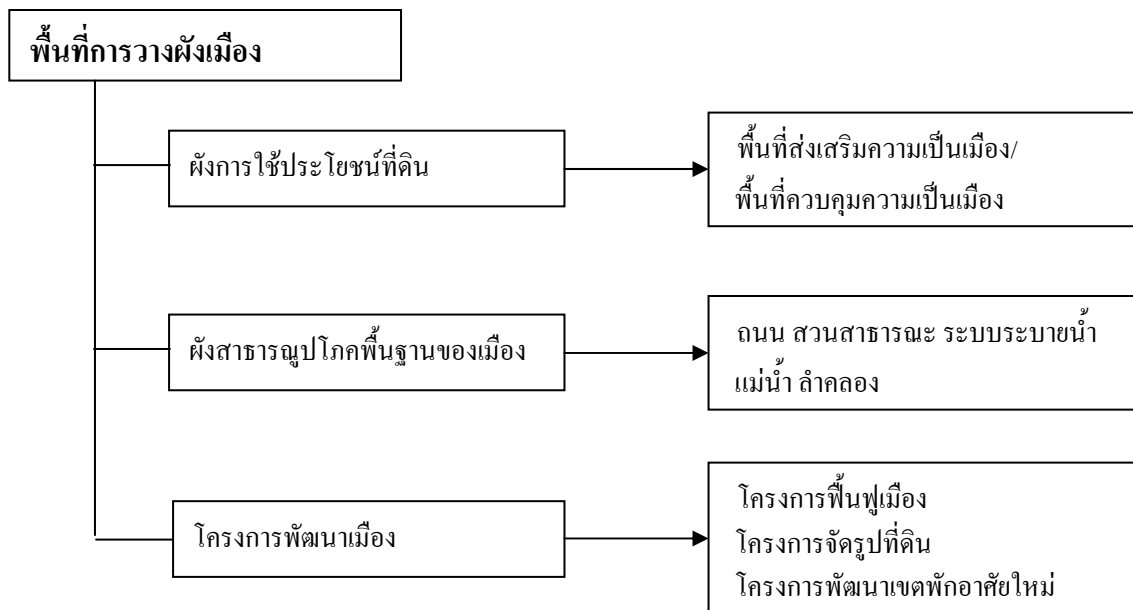 พื้นที่การวางผังเมือง
ผังการใช้ประโยชน์ที่ดิน
พื้นที่ส่งเสริมความเป็นเมือง/
พื้นที่ควบคุมความเป็นเมือง
ผังสาธารณูปโภคพื้นฐานของเมือง
ถนน สวนสาธารณะ ระบบระบายน้ำ
แม่น้ำ ลำคลอง
โครงการพัฒนาเมือง
โครงการฟื้นฟูเมือง
โครงการจัดรูปที่ดิน
โครงการพัฒนาเขตพักอาศัยใหม่